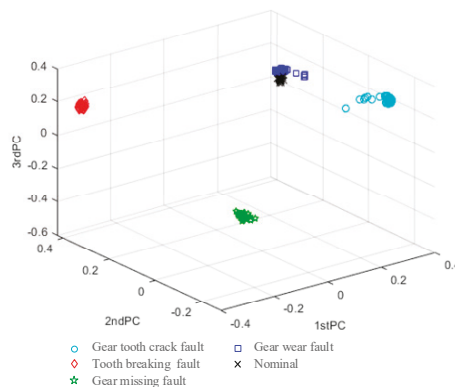 0.4
0.2
0
-0.2
-0.4
-0.6
3rdPC
0.4
0.2
0
-0.2
2ndPC
-0.4
-0.2
0
0.2
1stPC
Gear tooth crack fault
Gear wear fault
Tooth breaking fault
Nominal
Gear missing fault